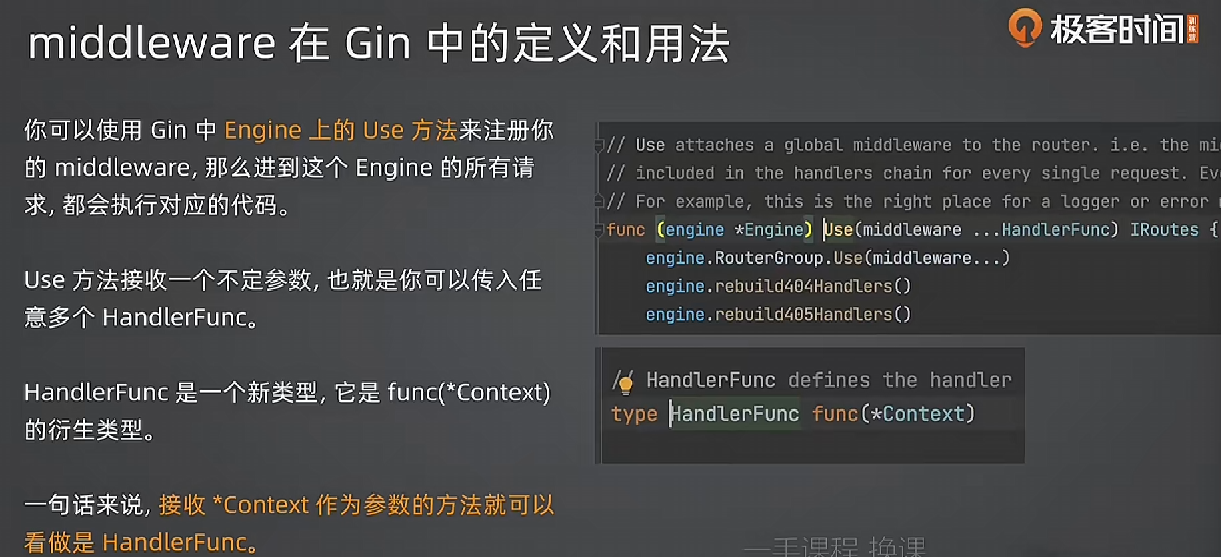 middleware 在 Gin 中的定义和用法
极客时间
你可以使用 Gin 中 Engine 上的 Use 方法来注册你
的 middleware, 那么进到这个 Engine 的所有请
求, 都会执行对应的代码。
Use 方法接收一个不定参数, 也就是你可以传入任
意多个 HandlerFunc。
HandlerFunc 是一个新类型, 它是 func(*Context)
的衍生类型。
一句话来说, 接收 *Context 作为参数的方法就可以
看做是 HandlerFunc。
// Use attaches a global middleware to the router. i.e. the mi
// included in the handlers chain for every single request. Ev
// For example, this is the right place for a logger or error
func (engine *Engine) Use(middleware ...HandlerFunc) IRoutes {
engine.RouterGroup.Use(middleware...)
engine.rebuild404Handlers()
engine.rebuild405Handlers()
// HandlerFunc defines the handler
type HandlerFunc func(*Context)
一手课程 换课